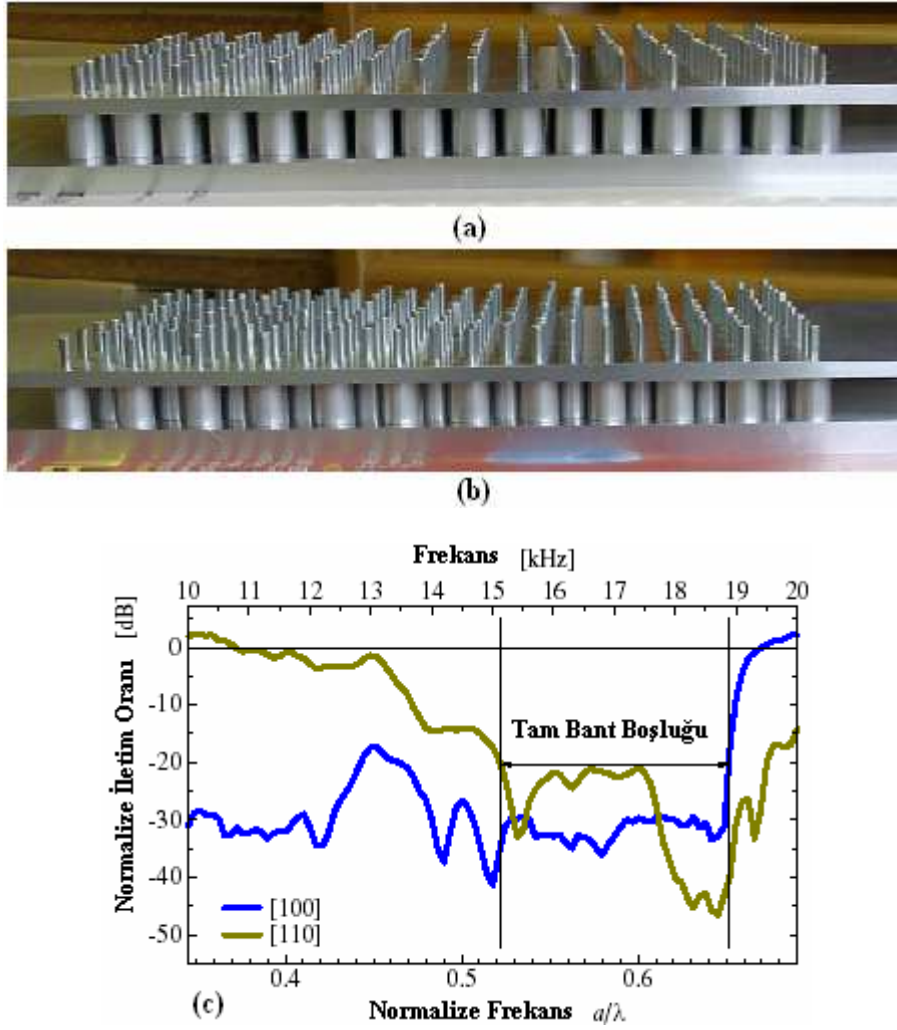 (a)
(b)
Frekans [kHz]
10 11 12 13 14 15 16 17 18 19 20
Normalize İletim Oranı [dB]
0
-10
-20
-30
-40
-50
Tam Bant Boşluğu
[100]
[110]
(c)
0.4 0.5 0.6
Normalize Frekans a/λ